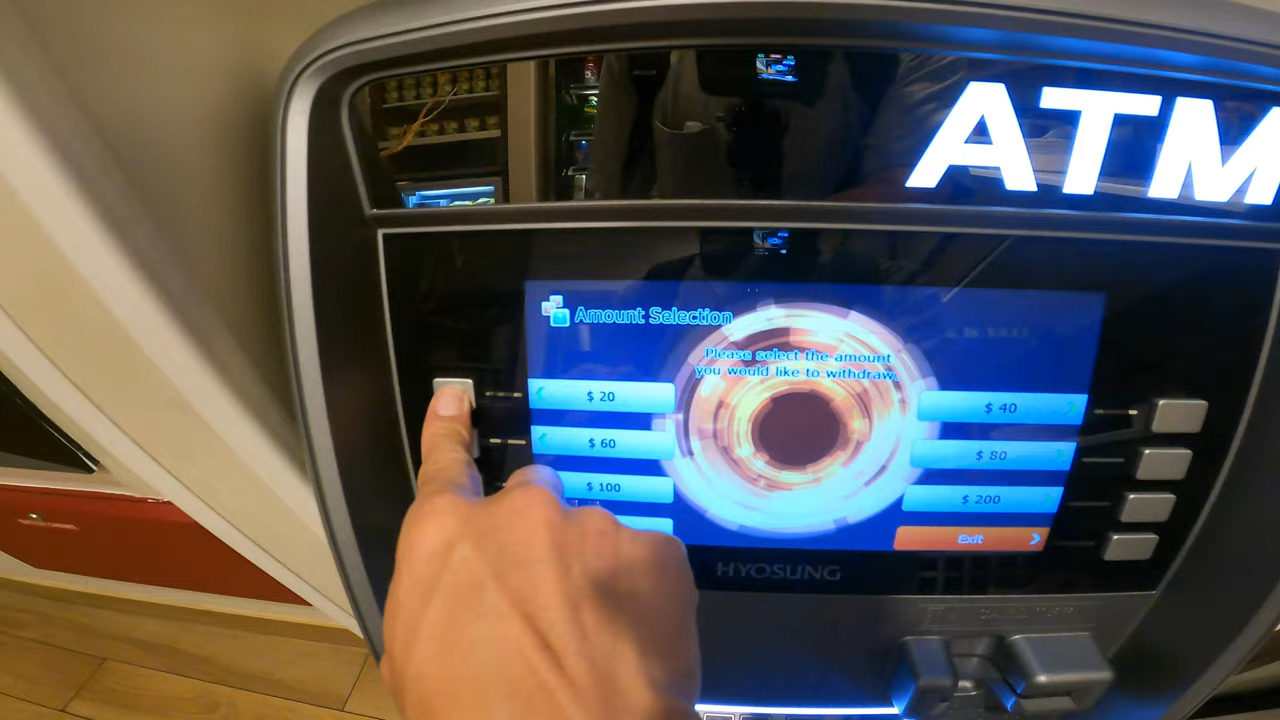 ATM
Amount Selection
Please select the amount
you would like to withdraw.
$ 20
$ 40
$ 60
$ 80
$ 100
$ 200
Exit
HYOSUNG